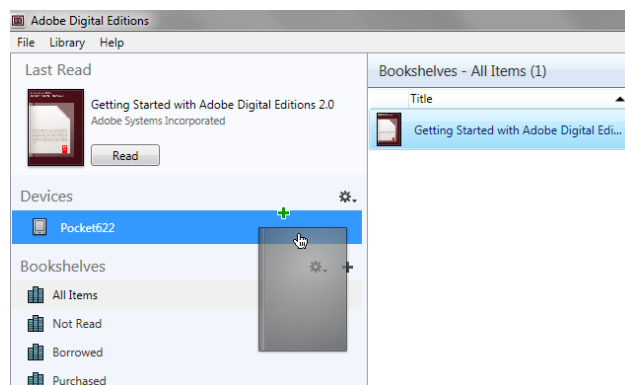 Adobe Digital Editions
File Library Help
Last Read
Getting Started with Adobe Digital Editions 2.0
Adobe Systems Incorporated
Read
Devices
Pocket622
Bookshelves
All Items
Not Read
Borrowed
Purchased
Bookshelves - All Items (1)
Title
Getting Started with Adobe Digital Edi...